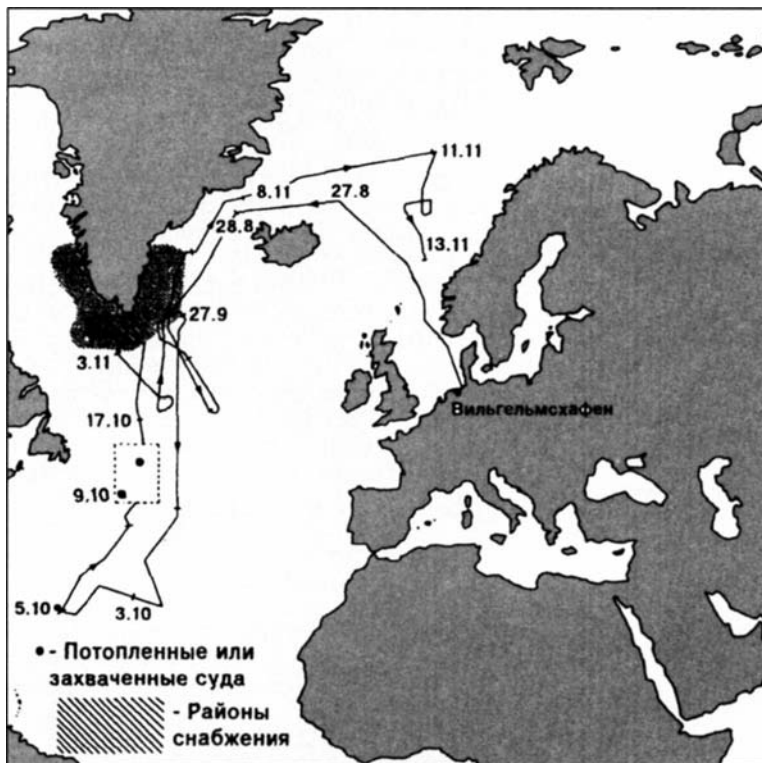 11.11
8.11
27.8
28.8
13.11
27.9
3.11
17.10
Вильгельмсхафен
9.10
5.10
3.10
- Потопленные или
захваченные суда
- Районы
снабжения